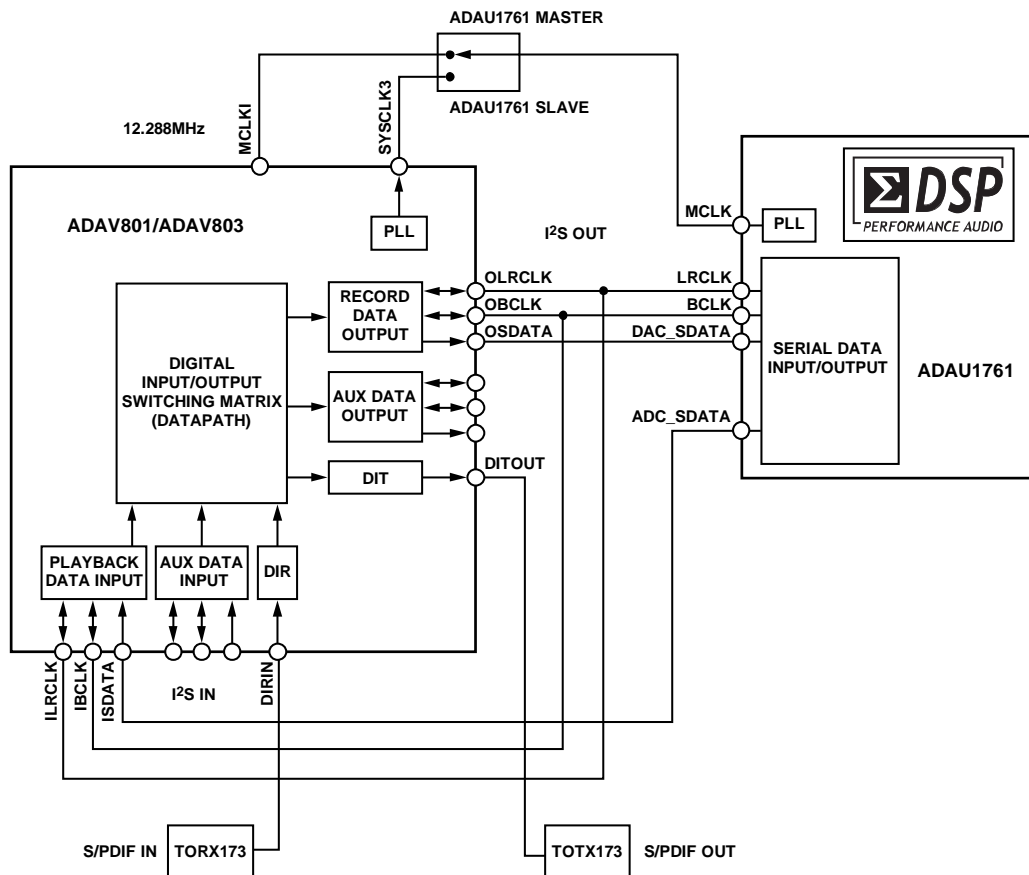 ADAU1761 MASTER
ADAU1761 SLAVE
12.288MHz
MCLKI
SYSCLK3
ADAV801/ADAV803
PLL
I2S OUT
MCLK
PLL
ΣDSP
PERFORMANCE AUDIO
DIGITAL
INPUT/OUTPUT
SWITCHING MATRIX
(DATAPATH)
RECORD
DATA
OUTPUT
AUX DATA
OUTPUT
DIT
OLRCLK
OBCLK
OSDATA
DITOUT
LRCLK
BCLK
DAC_SDATA
ADC_SDATA
SERIAL DATA
INPUT/OUTPUT
ADAU1761
PLAYBACK
DATA INPUT
AUX DATA
INPUT
DIR
ILRCLK
IBCLK
ISDATA
I2S IN
DIRIN
S/PDIF IN
TORX173
TOTX173
S/PDIF OUT